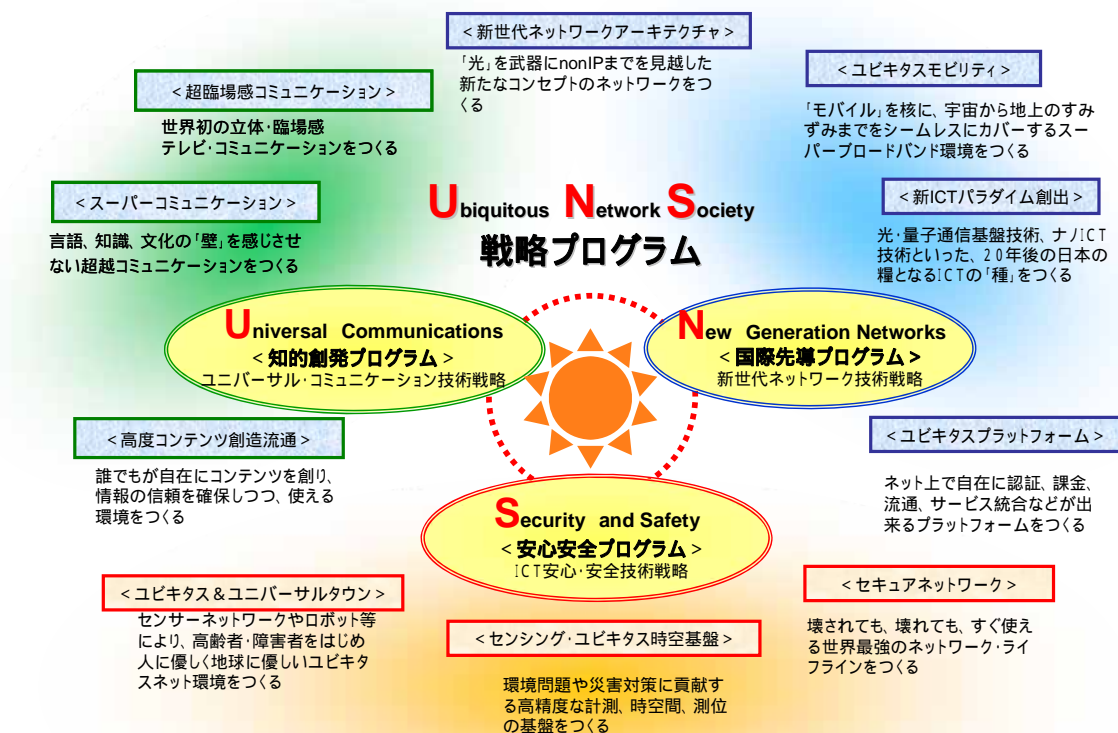 ＜新世代ネットワークアーキテクチャ＞
「光」を武器にnonIPまでを見越した
新たなコンセプトのネットワークをつ
くる
＜超臨場感コミュニケーション＞
世界初の立体・臨場感
テレビ・コミュニケーションをつくる
＜ユビキタスモビリティ＞
「モバイル」を核に、宇宙から地上のすみ
ずみまでをシームレスにカバーするスー
パーブロードバンド環境をつくる
＜スーパーコミュニケーション＞
言語、知識、文化の「壁」を感じさせ
ない超越コミュニケーションをつくる
Ubiquitous Network Society
戦略プログラム
＜新ICTパラダイム創出＞
光・量子通信基盤技術、ナノICT
技術といった、20年後の日本の
糧となるICTの「種」をつくる
Universal Communications
＜知的創発プログラム＞
ユニバーサル・コミュニケーション技術戦略
New Generation Networks
＜国際先導プログラム＞
新世代ネットワーク技術戦略
＜高度コンテンツ創造流通＞
誰でもが自在にコンテンツを創り、
情報の信頼を確保しつつ、使える
環境をつくる
＜ユビキタスプラットフォーム＞
ネット上で自在に認証、課金、
流通、サービス統合などが出
来るプラットフォームをつくる
Security and Safety
＜安心安全プログラム＞
ICT安心・安全技術戦略
＜ユビキタス＆ユニバーサルタウン＞
センサーネットワークやロボット等
により、高齢者・障害者をはじめ
人に優しく地球に優しいユビキタ
スネット環境をつくる
＜センシング・ユビキタス時空基盤＞
環境問題や災害対策に貢献す
る高精度な計測、時空間、測位
の基盤をつくる
＜セキュアネットワーク＞
壊されても、壊れても、すぐ使え
る世界最強のネットワーク・ライ
フラインをつくる